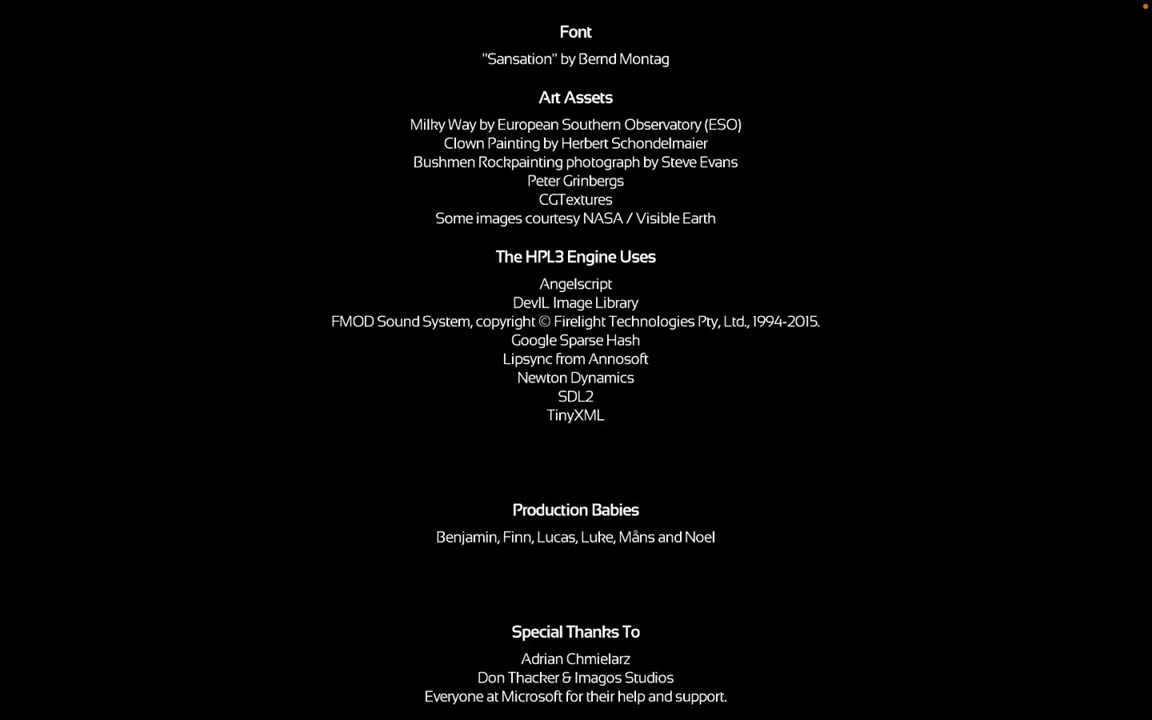 Font
"Sansation" by Bernd Montag
Art Assets
Milky Way by European Southern Observatory (ESO)
Clown Painting by Herbert Schondelmaier
Bushmen Rockpainting photograph by Steve Evans
Peter Grinbergs
CGTextures
Some images courtesy NASA / Visible Earth
The HPL3 Engine Uses
Angelscript
DevIL Image Library
FMOD Sound System, copyright © Firelight Technologies Pty, Ltd., 1994-2015.
Google Sparse Hash
Lipsync from Annosoft
Newton Dynamics
SDL2
TinyXML
Production Babies
Benjamin, Finn, Lucas, Luke, Måns and Noel
Special Thanks To
Adrian Chmielarz
Don Thacker & Imagos Studios
Everyone at Microsoft for their help and support.